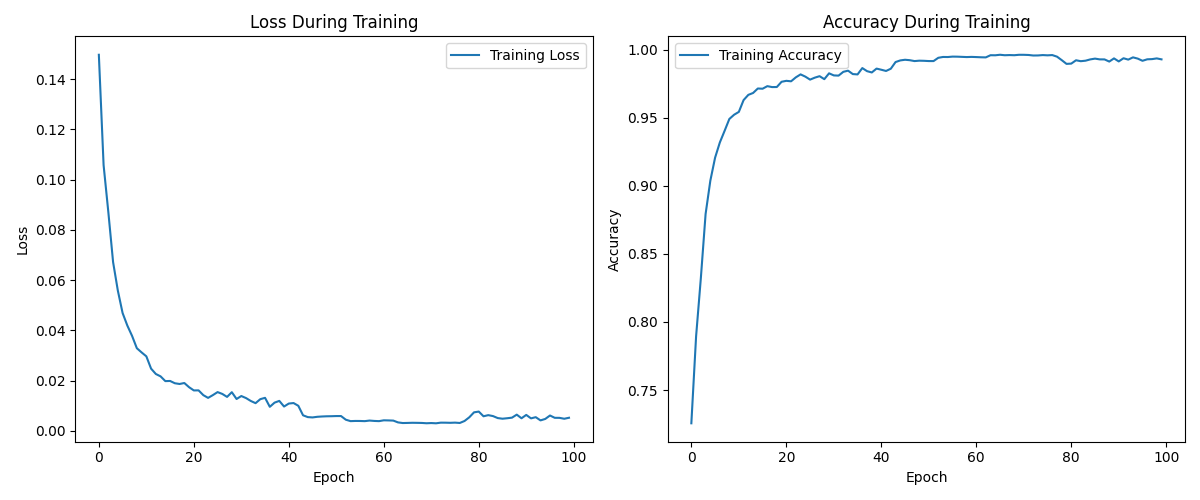 Loss During Training
Training Loss
0.14
0.12
0.10
0.08
0.06
0.04
0.02
0.00
Loss
0 20 40 60 80 100
Epoch
Accuracy During Training
Training Accuracy
1.00
0.95
0.90
0.85
0.80
0.75
Accuracy
0 20 40 60 80 100
Epoch